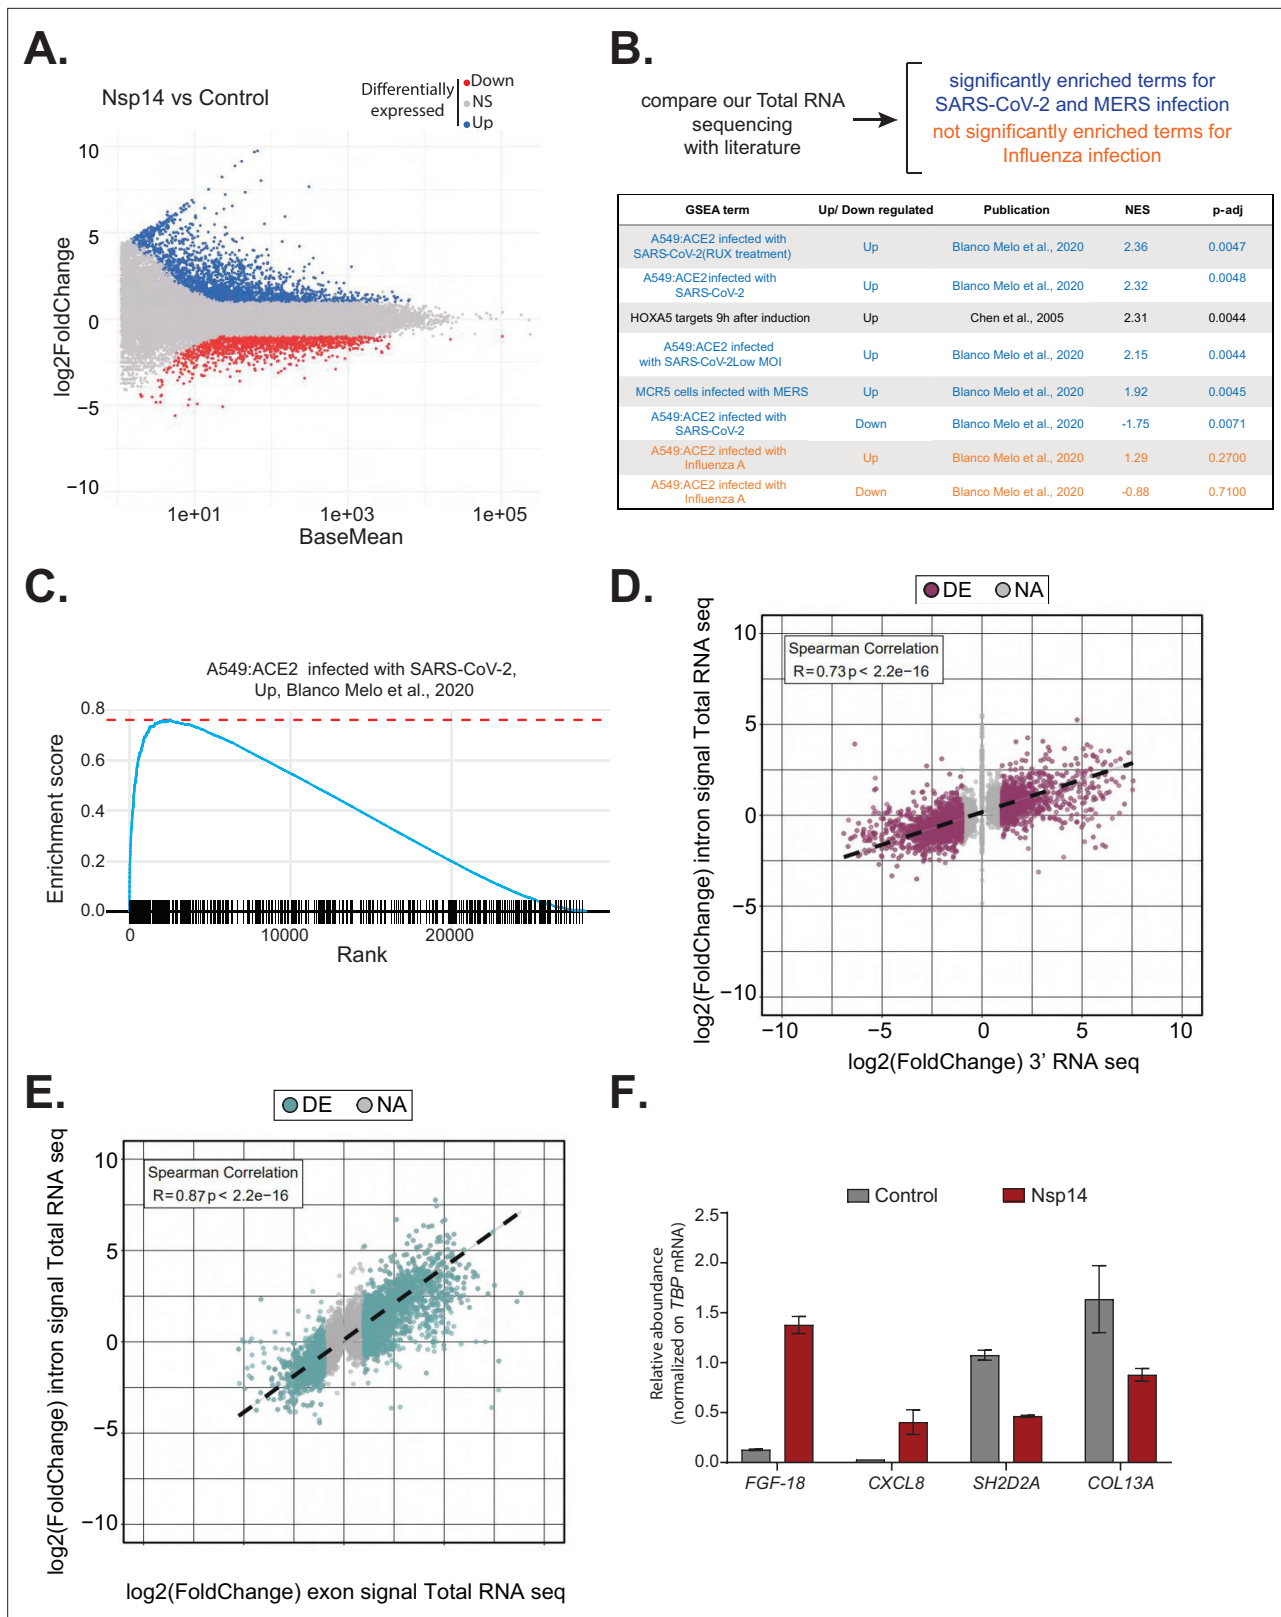 A.
Nsp14 vs Control
Differentially
expressed
Down
NS
Up
log2FoldChange
10
5
0
−5
−10
1e+01
1e+03
1e+05
BaseMean
B.
compare our Total RNA
sequencing
with literature
significantly enriched terms for
SARS-CoV-2 and MERS infection
not significantly enriched terms for
Influenza infection
GSEA term Up/ Down regulated Publication NES p-adj
A549:ACE2 infected with
SARS-CoV-2(RUX treatment) Up Blanco Melo et al., 2020 2.36 0.0047
A549:ACE2infected with
SARS-CoV-2 Up Blanco Melo et al., 2020 2.32 0.0048
HOXA5 targets 9h after induction Up Chen et al., 2005 2.31 0.0044
A549:ACE2 infected
with SARS-CoV-2Low MOI Up Blanco Melo et al., 2020 2.15 0.0044
MCR5 cells infected with MERS Up Blanco Melo et al., 2020 1.92 0.0045
A549:ACE2 infected with
SARS-CoV-2 Down Blanco Melo et al., 2020 -1.75 0.0071
A549:ACE2 infected with
Influenza A Up Blanco Melo et al., 2020 1.29 0.2700
A549:ACE2 infected with
Influenza A Down Blanco Melo et al., 2020 -0.88 0.7100
C.
A549:ACE2 infected with SARS-CoV-2,
Up, Blanco Melo et al., 2020
Enrichment score
0.8
0.6
0.4
0.2
0.0
0
10000
20000
Rank
D.
DE
NA
log2(FoldChange) intron signal Total RNA seq
Spearman Correlation
R=0.73p< 2.2e−16
10
5
0
−5
−10
−10
−5
0
5
10
log2(FoldChange) 3' RNA seq
E.
DE
NA
log2(FoldChange) intron signal Total RNA seq
Spearman Correlation
R=0.87p< 2.2e−16
10
5
0
−5
−10
log2(FoldChange) exon signal Total RNA seq
F.
Control
Nsp14
Relative aboundance
(normalized on TBP mRNA)
2.5
2.0
1.5
1.0
0.5
0.0
FGF-18
CXCL8
SH2D2A
COL13A